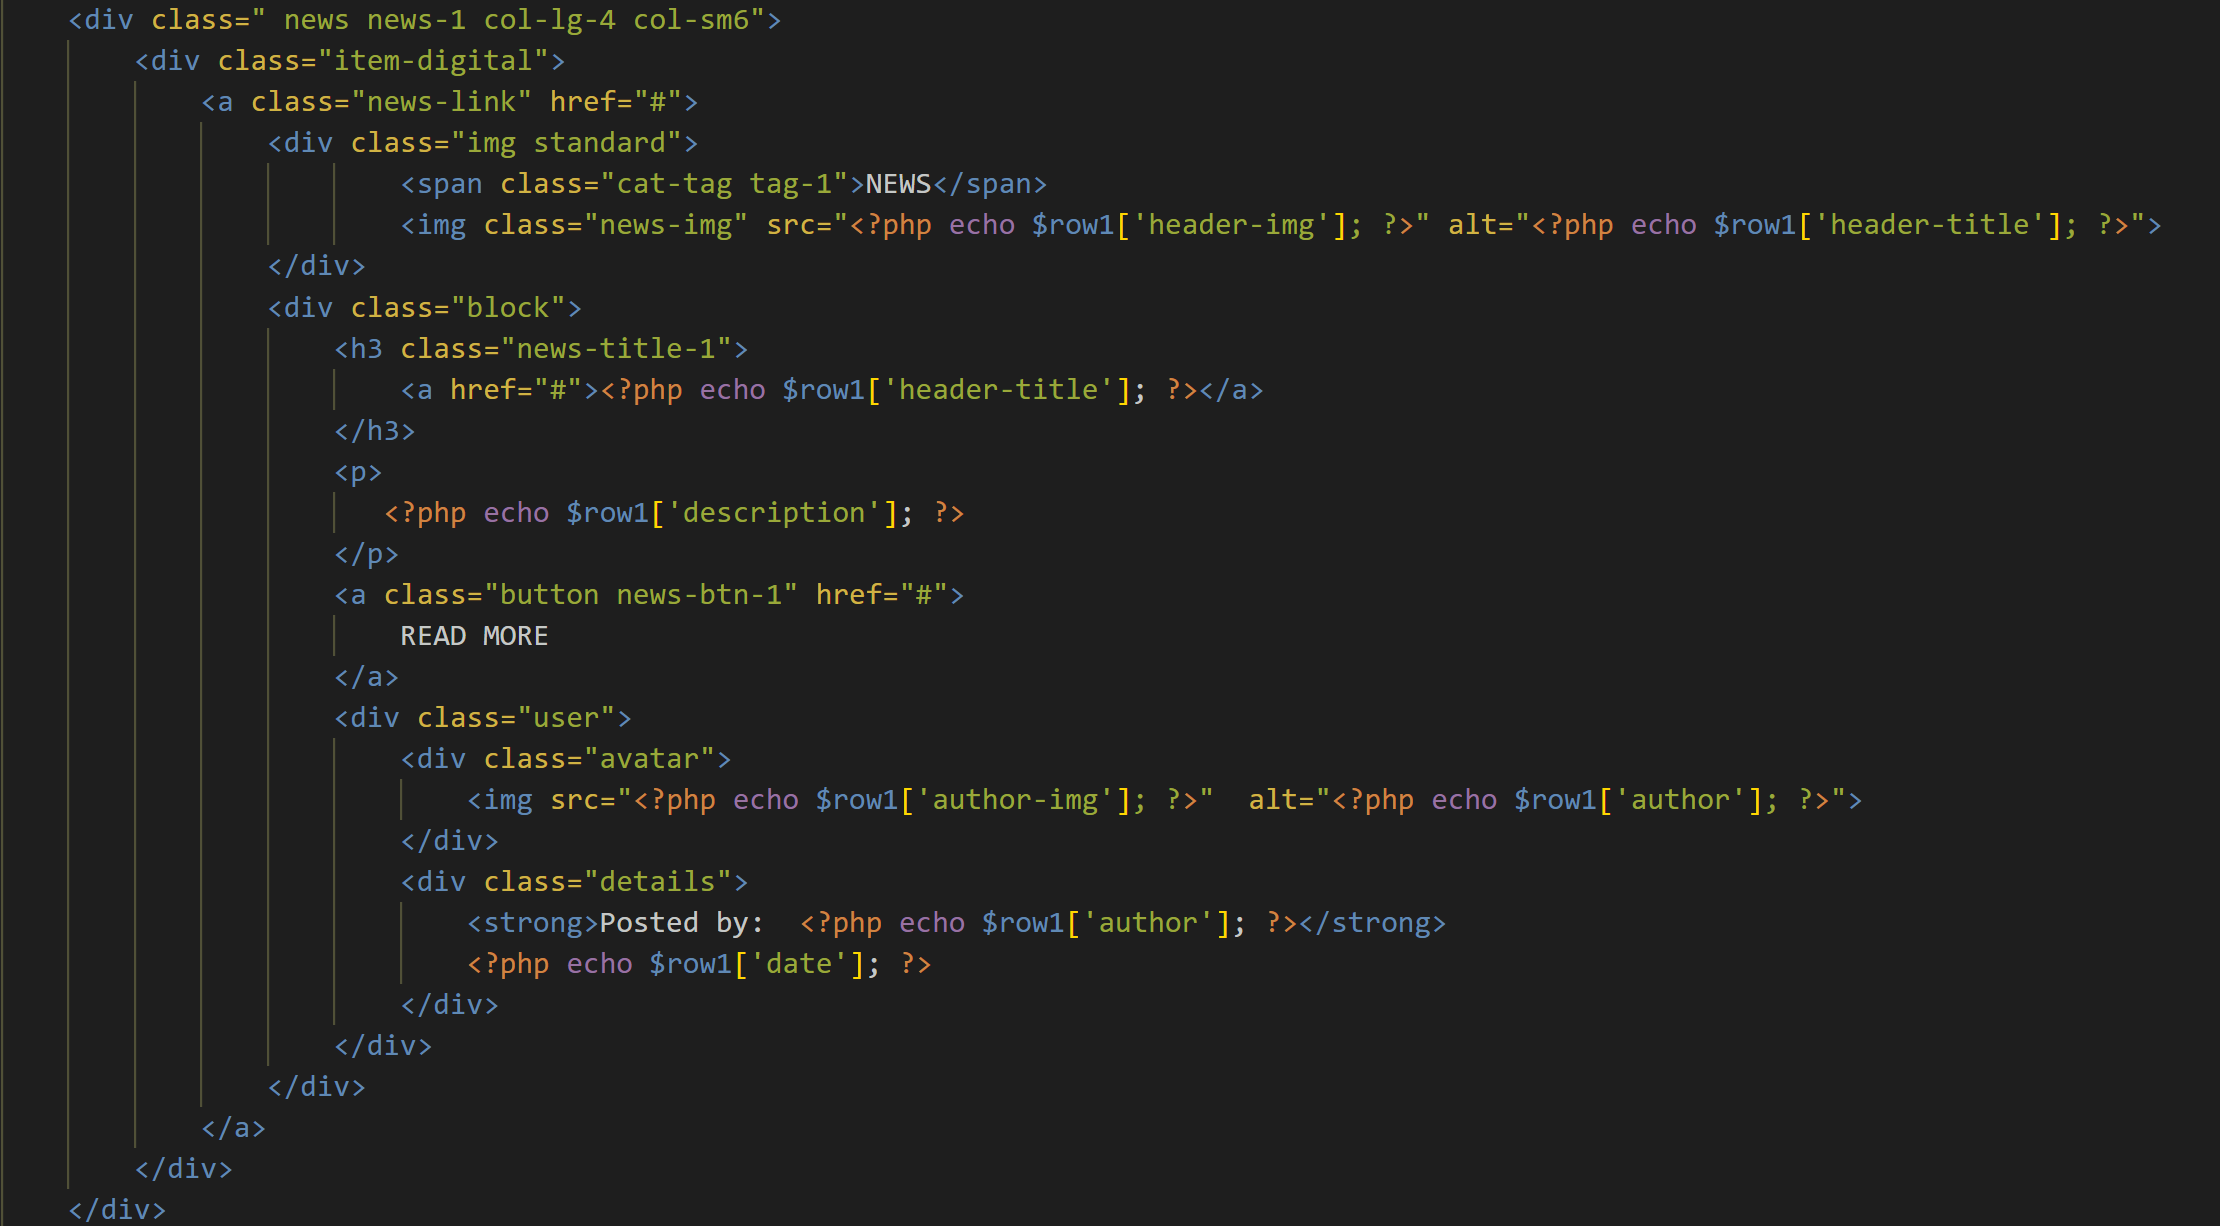 <div class=" news news-1 col-lg-4 col-sm6">
<div class="item-digital">
<a class="news-link" href="#">
<div class="img standard">
<span class="cat-tag tag-1">NEWS</span>
<img class="news-img" src="<?php echo $row1['header-img']; ?>" alt="<?php echo $row1['header-title']; ?>">
</div>
<div class="block">
<h3 class="news-title-1">
<a href="#"><?php echo $row1['header-title']; ?></a>
</h3>
<p>
<?php echo $row1['description']; ?>
</p>
<a class="button news-btn-1" href="#">
READ MORE
</a>
<div class="user">
<div class="avatar">
<img src="<?php echo $row1['author-img']; ?>"  alt="<?php echo $row1['author']; ?>">
</div>
<div class="details">
<strong>Posted by:  <?php echo $row1['author']; ?></strong>
<?php echo $row1['date']; ?>
</div>
</div>
</div>
</a>
</div>
</div>